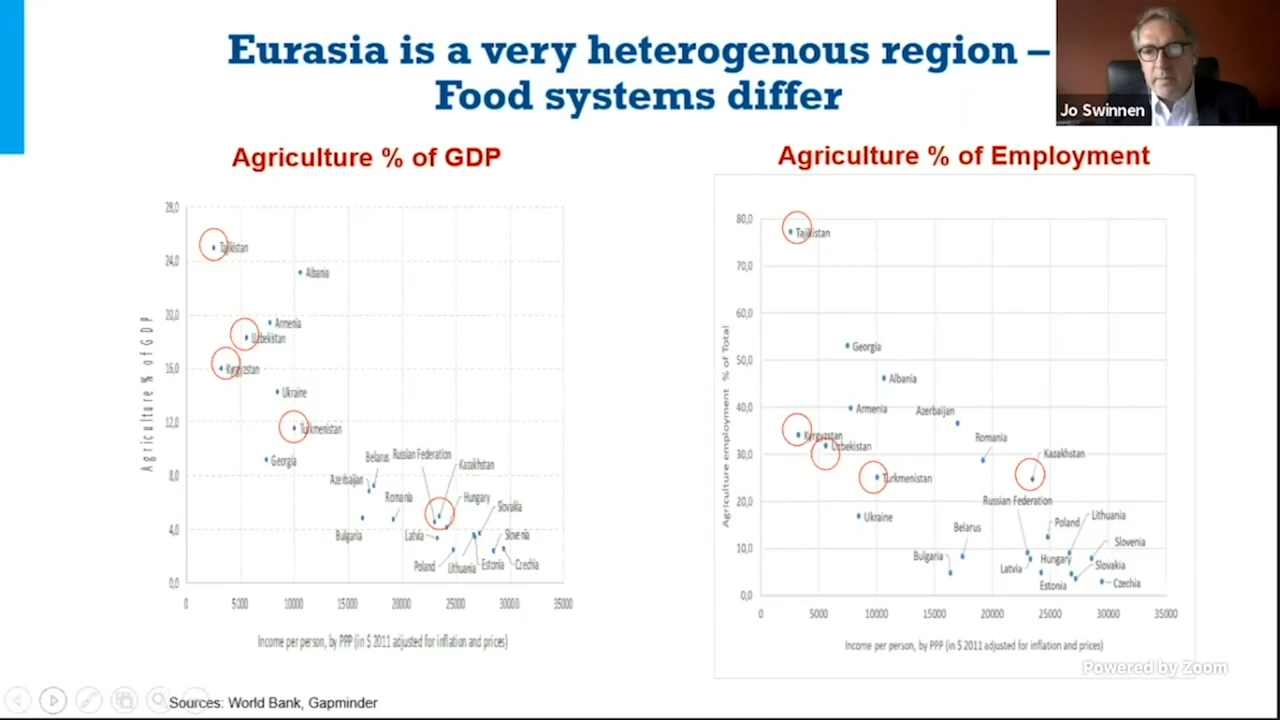 Eurasia is a very heterogenous region –
Food systems differ
Jo Swinnen
Agriculture % of GDP
28,0
24,0
20,0
16,0
12,0
8,0
4,0
0,0
0 5000 10000 15000 20000 25000 30000 35000
Agriculture % of GDP
Tajikistan
Albania
Armenia
Uzbekistan
Kyrgyzstan
Ukraine
Turkmenistan
Georgia
Belarus
Russian Federation
Kazakhstan
Azerbaijan
Romania
Hungary
Slovakia
Bulgaria
Latvia
Slovenia
Poland
Lithuania
Estonia
Czechia
Income per person, by PPP (in $ 2011 adjusted for inflation and prices)
Agriculture % of Employment
80,0
70,0
60,0
50,0
40,0
30,0
20,0
10,0
0,0
0 5000 10000 15000 20000 25000 30000 35000
Agriculture employment % of Total
Tajikistan
Georgia
Albania
Armenia
Azerbaijan
Kyrgyzstan
Uzbekistan
Romania
Kazakhstan
Turkmenistan
Russian Federation
Ukraine
Poland
Lithuania
Belarus
Slovenia
Bulgaria
Hungary
Latvia
Slovakia
Estonia
Czechia
Income per person, by PPP (in $ 2011 adjusted for inflation and prices)
Powered by Zoom
Sources: World Bank, Gapminder